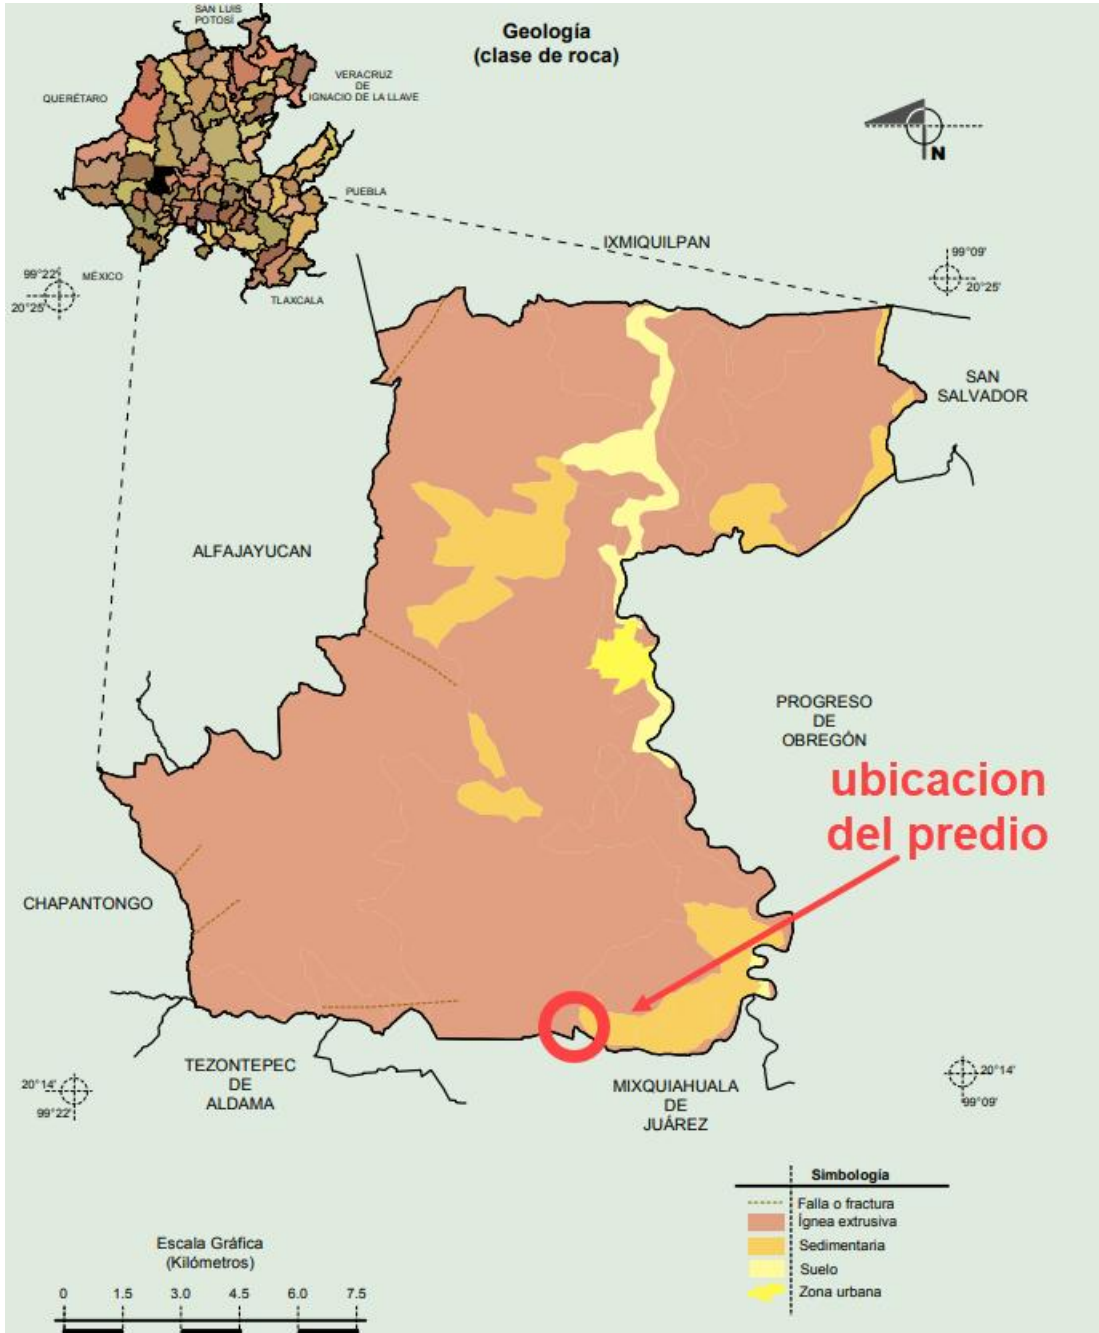 Geología
(clase de roca)
SAN LUIS
POTOSÍ
QUERÉTARO
VERACRUZ
DE
IGNACIO DE LA LLAVE
PUEBLA
MÉXICO
TLAXCALA
N
99°22'
20°25'
IXMIQUILPAN
99°09'
20°25'
SAN
SALVADOR
ALFAJAYUCAN
PROGRESO
DE
OBREGÓN
ubicacion
del predio
CHAPANTONGO
TEZONTEPEC
DE
ALDAMA
MIXQUIAHUALA
DE
JUÁREZ
20°14'
99°22'
20°14'
99°09'
Simbología
Falla o fractura
Ígnea extrusiva
Sedimentaria
Suelo
Zona urbana
Escala Gráfica
(Kilómetros)
0 1.5 3.0 4.5 6.0 7.5